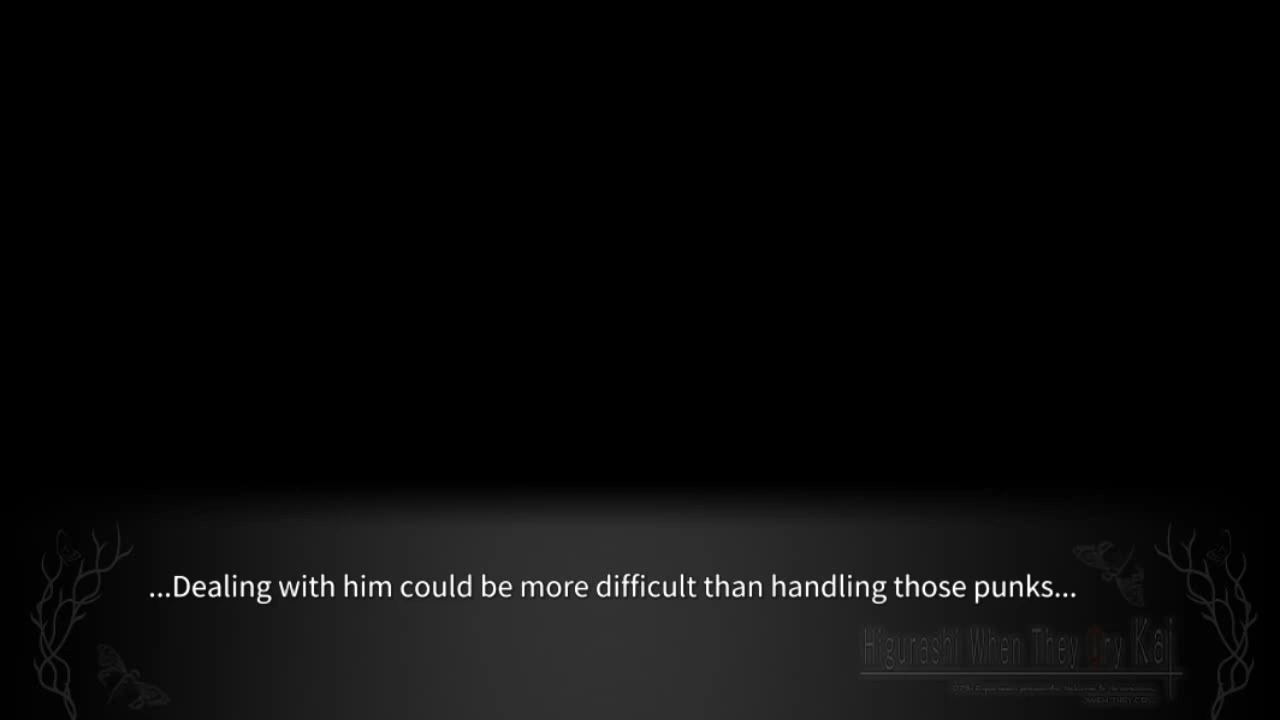 ...Dealing with him could be more difficult than handling those punks...
Higurashi When They Cry Kai